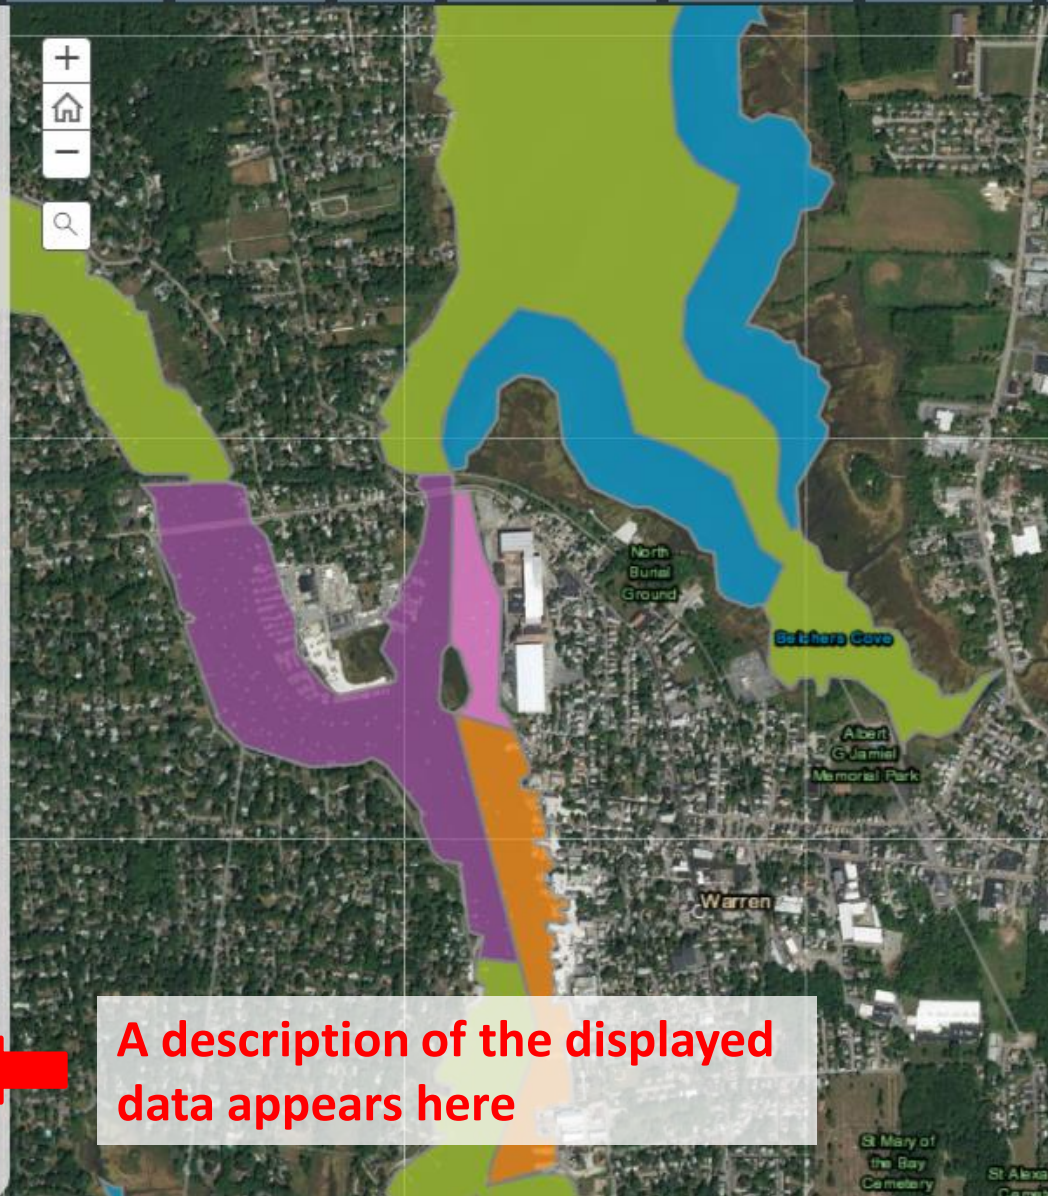 North
Burial
Ground
Belchers Cove
Albert
G Jamiel
Memorial Park
Warren
A description of the displayed
data appears here
St Mary of
the Bay
Cemetery